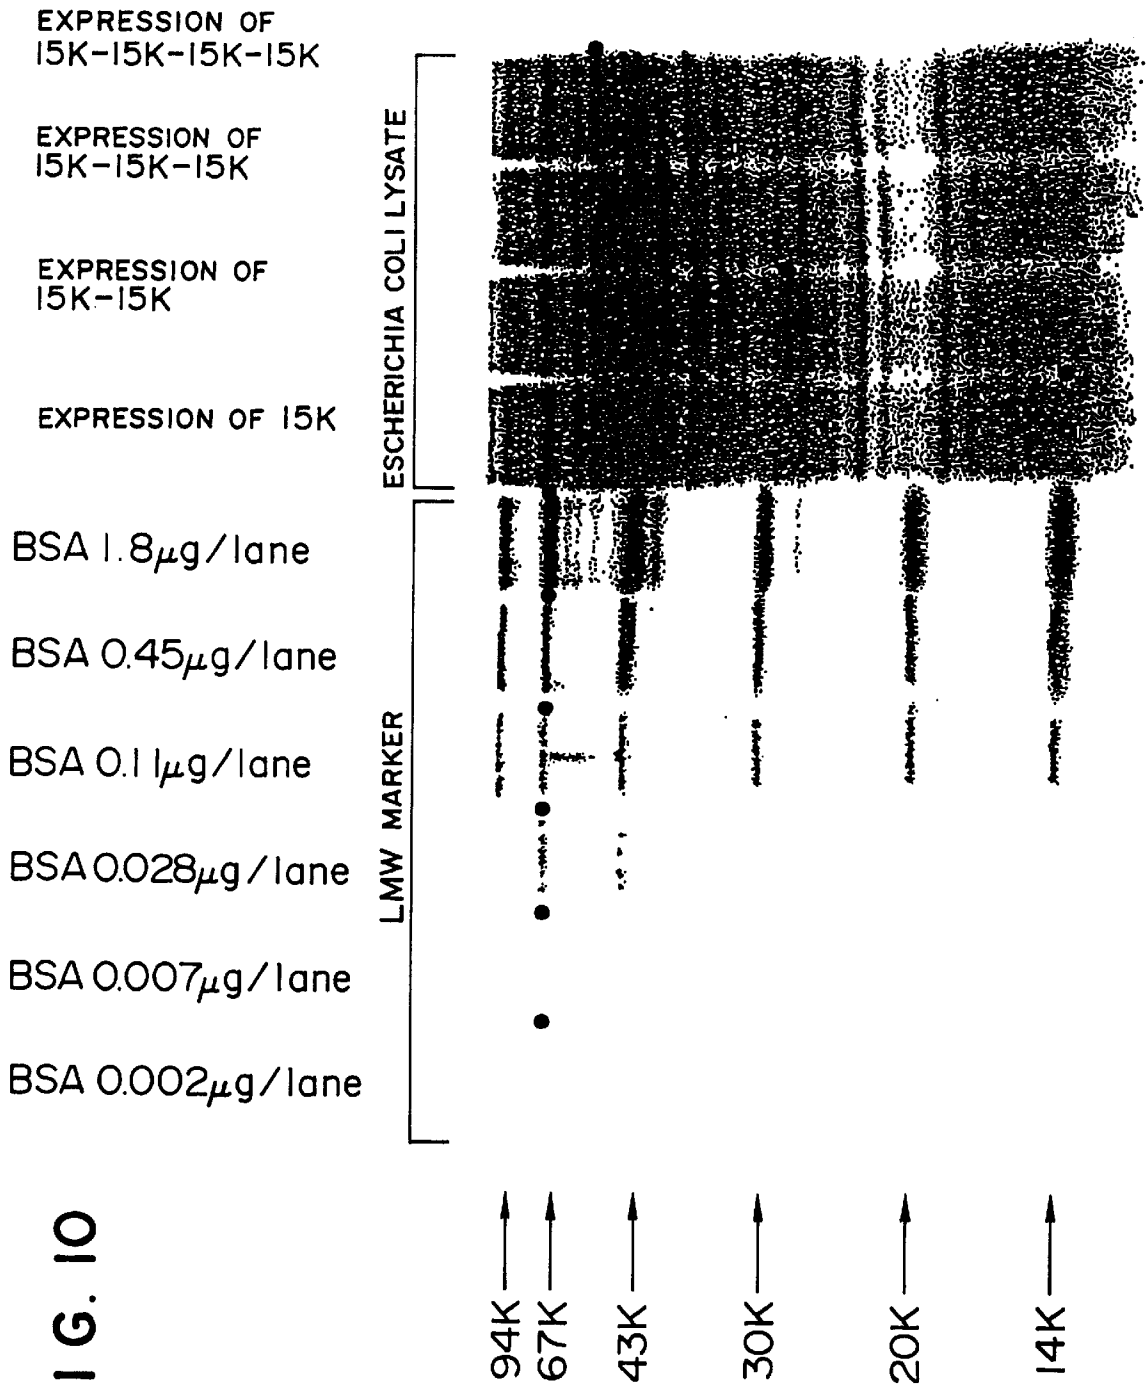 EXPRESSION OF
15K-15K-15K-15K
EXPRESSION OF
15K-15K-15K
EXPRESSION OF
15K-15K
EXPRESSION OF 15K
BSA 1.8μg/lane
BSA 0.45μg/lane
BSA 0.11μg/lane
BSA 0.028μg/lane
BSA 0.007μg/lane
BSA 0.002μg/lane
ESCHERICHIA COLI LYSATE
LMW MARKER
94K
67K
43K
30K
20K
14K
I G. 10